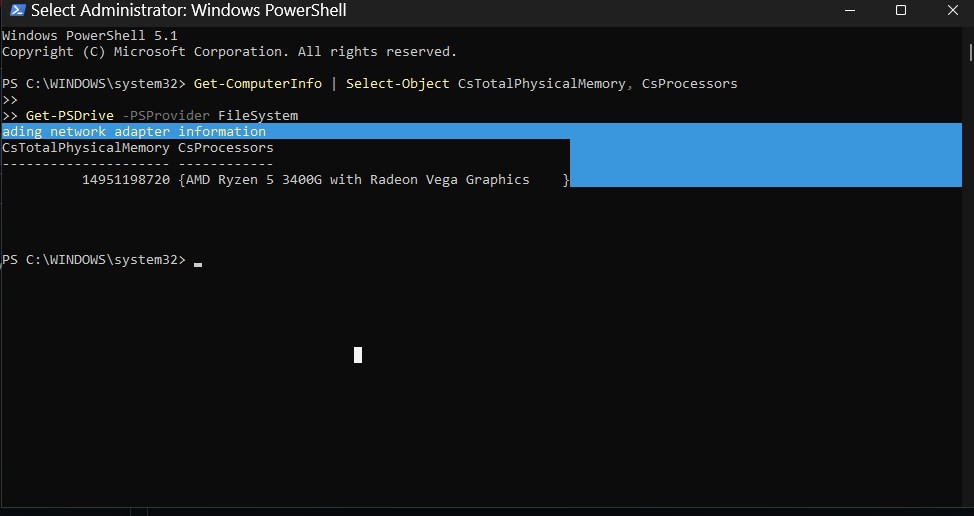 Select Administrator: Windows PowerShell
Windows PowerShell 5.1
Copyright (C) Microsoft Corporation. All rights reserved.
PS C:\WINDOWS\system32> Get-ComputerInfo | Select-Object CsTotalPhysicalMemory, CsProcessors
>>
>> Get-PSDrive -PSProvider FileSystem
ading network adapter information
CsTotalPhysicalMemory CsProcessors
--------------------- ------------
14951198720 {AMD Ryzen 5 3400G with Radeon Vega Graphics    }
PS C:\WINDOWS\system32>